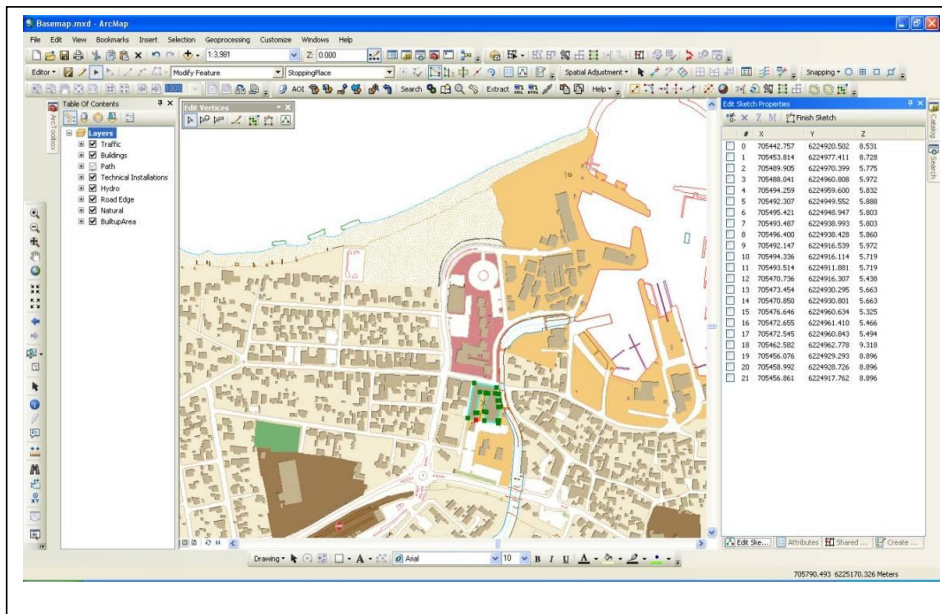 Basemap.mxd - ArcMap
File Edit View Bookmarks Insert Selection Geoprocessing Customize Windows Help
1:3,981 Z: 0.000
Editor Modify Feature StoppingPlace Spatial Adjustment Snapping
100% AOI Search Extract Help
Table Of Contents
Layers
Traffic
Buildings
Path
Technical Installations
Hydro
Road Edge
Natural
BuiltupArea
ArcToolbox
Edit Vertices
Edit Sketch Properties
Z M Finish Sketch
# X Y Z
0 705442.757 6224920.502 8.531
1 705453.814 6224977.411 8.728
2 705489.905 6224970.399 5.775
3 705488.041 6224960.808 5.972
4 705494.259 6224959.600 5.832
5 705492.307 6224949.552 5.888
6 705495.421 6224948.947 5.803
7 705493.487 6224938.993 5.803
8 705496.400 6224938.428 5.860
9 705492.147 6224916.539 5.972
10 705494.336 6224916.114 5.719
11 705493.514 6224911.881 5.719
12 705470.736 6224916.307 5.438
13 705473.454 6224930.295 5.663
14 705470.850 6224930.801 5.663
15 705476.646 6224960.634 5.325
16 705472.655 6224961.410 5.466
17 705472.545 6224960.843 5.494
18 705462.582 6224962.778 9.318
19 705456.076 6224929.293 8.896
20 705458.992 6224928.726 8.896
21 705456.861 6224917.762 8.896
Catalog
Search
Edit Ske... Attributes Shared ... Create ...
Drawing A Arial 10 B I U A
705790.493 6225170.326 Meters